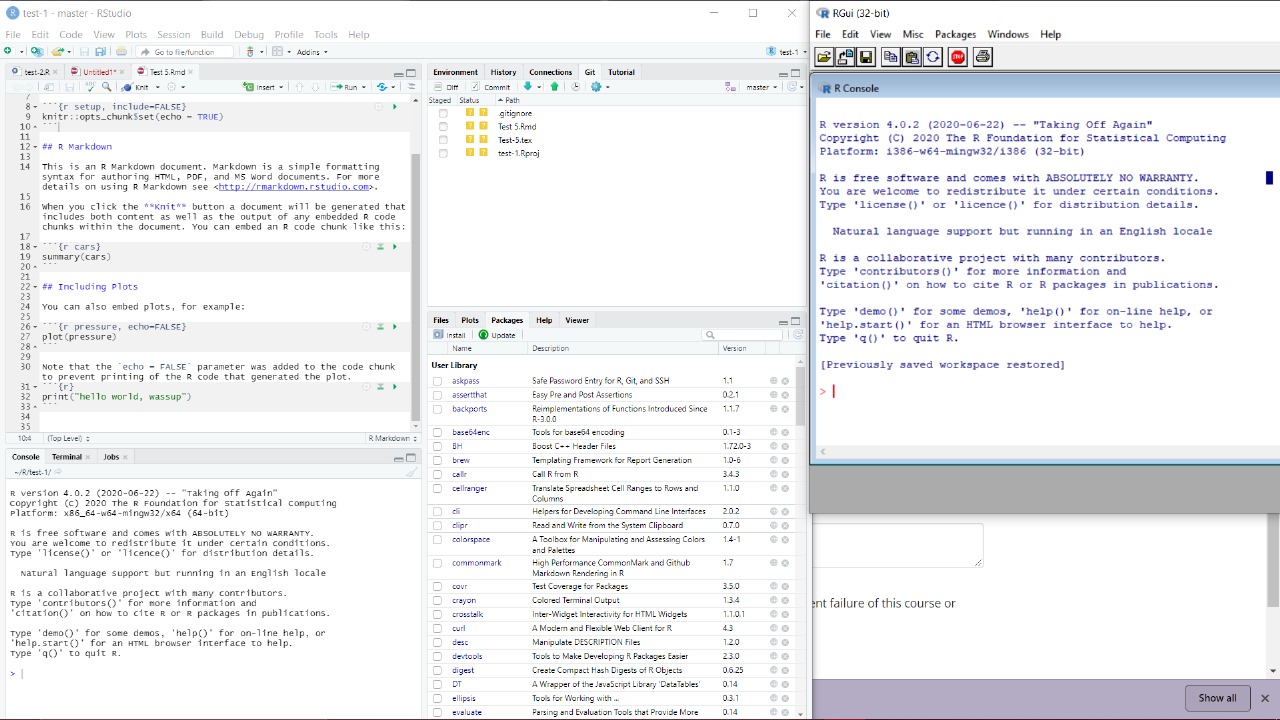 test-1 - master - RStudio
File Edit Code View Plots Session Build Debug Profile Tools Help
Go to file/function
Addins
test-1
test-2.R
Untitled1*
Test 5.Rmd
Knit
Insert
Run
7
8 ```{r setup, include=FALSE}
9 knitr::opts_chunk$set(echo = TRUE)
10 ```
11
12 ## R Markdown
13
14 This is an R Markdown document. Markdown is a simple formatting
syntax for authoring HTML, PDF, and MS Word documents. For more
details on using R Markdown see <http://rmarkdown.rstudio.com>.
15
16 When you click the **Knit** button a document will be generated that
includes both content as well as the output of any embedded R code
chunks within the document. You can embed an R code chunk like this:
17
18 ```{r cars}
19 summary(cars)
20 ```
21
22 ## Including Plots
23
24 You can also embed plots, for example:
25
26 ```{r pressure, echo=FALSE}
27 plot(pressure)
28 ```
29
30 Note that the `echo = FALSE` parameter was added to the code chunk
to prevent printing of the R code that generated the plot.
31 ```{r}
32 print("Hello world, wassup")
33 ```
34
35
10:4 (Top Level)
R Markdown
Console Terminal Jobs
~/R/test-1/
R version 4.0.2 (2020-06-22) -- "Taking Off Again"
Copyright (C) 2020 The R Foundation for Statistical Computing
Platform: x86_64-w64-mingw32/x64 (64-bit)
R is free software and comes with ABSOLUTELY NO WARRANTY.
You are welcome to redistribute it under certain conditions.
Type 'license()' or 'licence()' for distribution details.
Natural language support but running in an English locale
R is a collaborative project with many contributors.
Type 'contributors()' for more information and
'citation()' on how to cite R or R packages in publications.
Type 'demo()' for some demos, 'help()' for on-line help, or
'help.start()' for an HTML browser interface to help.
Type 'q()' to quit R.
>
Environment History Connections Git Tutorial
Diff Commit
master
Staged Status Path
.gitignore
Test 5.Rmd
Test-5.tex
test-1.Rproj
Files Plots Packages Help Viewer
Install Update
Name Description Version
User Library
askpass Safe Password Entry for R, Git, and SSH 1.1
assertthat Easy Pre and Post Assertions 0.2.1
backports Reimplementations of Functions Introduced Since
R-3.0.0 1.1.7
base64enc Tools for base64 encoding 0.1-3
BH Boost C++ Header Files 1.72.0-3
brew Templating Framework for Report Generation 1.0-6
callr Call R from R 3.4.3
cellranger Translate Spreadsheet Cell Ranges to Rows and
Columns 1.1.0
cli Helpers for Developing Command Line Interfaces 2.0.2
clipr Read and Write from the System Clipboard 0.7.0
colorspace A Toolbox for Manipulating and Assessing Colors
and Palettes 1.4-1
commonmark High Performance CommonMark and Github
Markdown Rendering in R 1.7
covr Test Coverage for Packages 3.5.0
crayon Colored Terminal Output 1.3.4
crosstalk Inter-Widget Interactivity for HTML Widgets 1.1.0.1
curl A Modern and Flexible Web Client for R 4.3
desc Manipulate DESCRIPTION Files 1.2.0
devtools Tools to Make Developing R Packages Easier 2.3.0
digest Create Compact Hash Digests of R Objects 0.6.25
DT A Wrapper of the JavaScript Library 'DataTables' 0.14
ellipsis Tools for Working with ... 0.3.1
evaluate Parsing and Evaluation Tools that Provide More 0.14
RGui (32-bit)
File Edit View Misc Packages Windows Help
STOP
R Console
R version 4.0.2 (2020-06-22) -- "Taking Off Again"
Copyright (C) 2020 The R Foundation for Statistical Computing
Platform: i386-w64-mingw32/i386 (32-bit)
R is free software and comes with ABSOLUTELY NO WARRANTY.
You are welcome to redistribute it under certain conditions.
Type 'license()' or 'licence()' for distribution details.
Natural language support but running in an English locale
R is a collaborative project with many contributors.
Type 'contributors()' for more information and
'citation()' on how to cite R or R packages in publications.
Type 'demo()' for some demos, 'help()' for on-line help, or
'help.start()' for an HTML browser interface to help.
Type 'q()' to quit R.
[Previously saved workspace restored]
>
ent failure of this course or
Show all